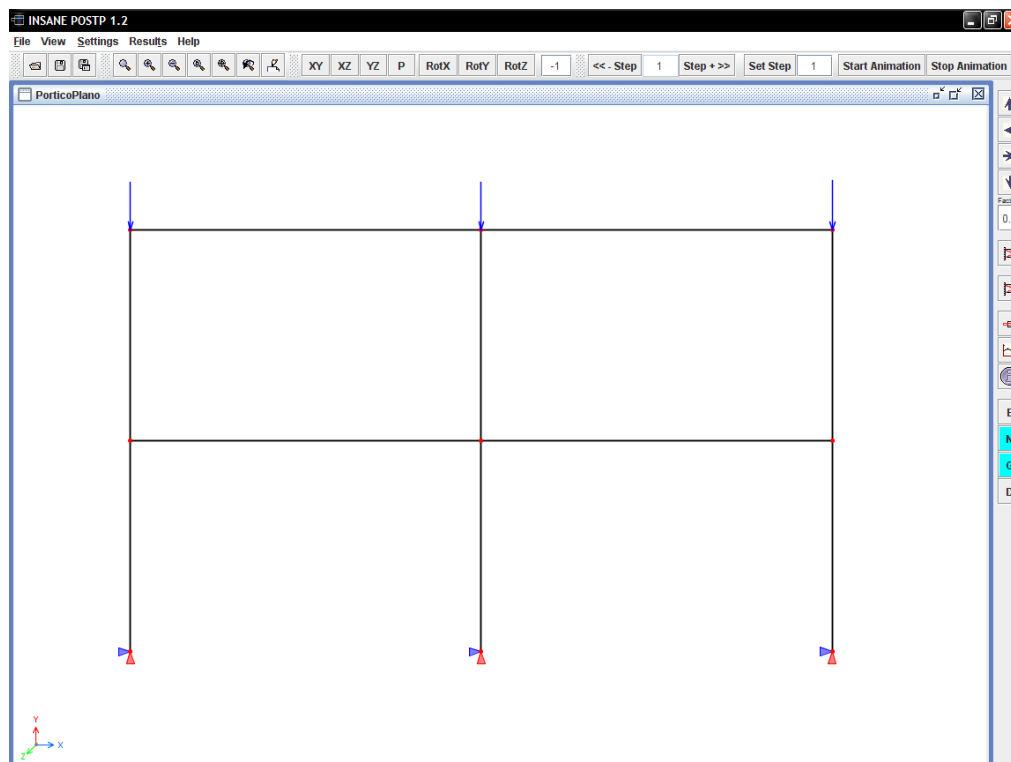 INSANE POSTP 1.2
File View Settings Results Help
XY XZ YZ P RotX RotY RotZ -1 << - Step 1 Step + >> Set Step 1 Start Animation Stop Animation
PorticoPlano
0.
Y
X
Z